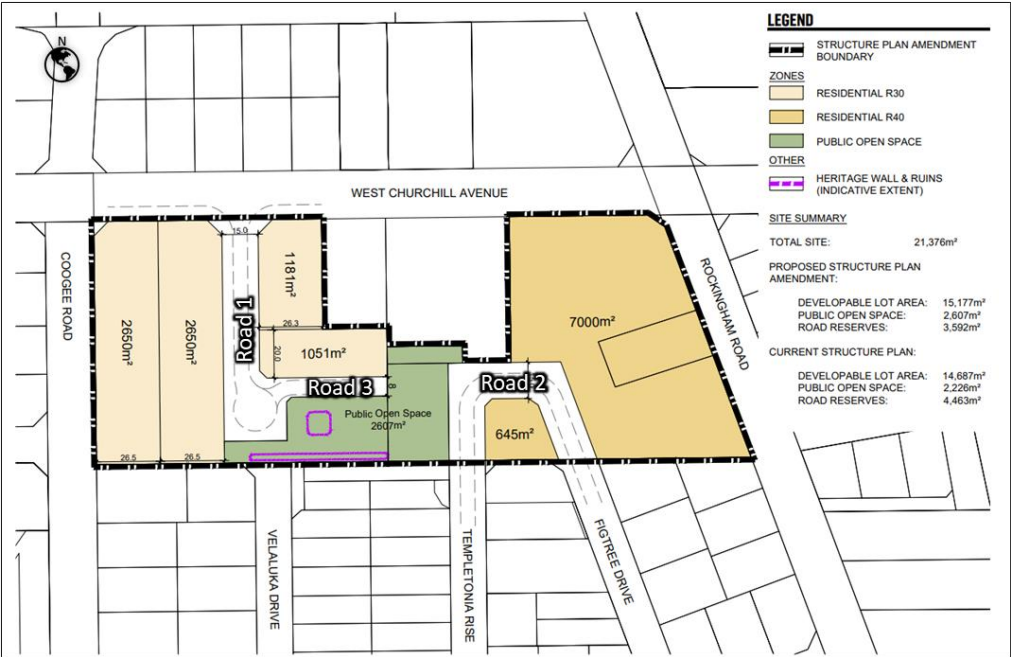 N
WEST CHURCHILL AVENUE
COOGEE ROAD
ROCKINGHAM ROAD
15.0
1181m²
2650m²
2650m²
Road 1
26.3
20.0
1051m²
7000m²
Road 3
8
Road 2
Public Open Space
2607m²
645m²
26.5
26.5
VELALUKA DRIVE
TEMPLETONIA RISE
FIGTREE DRIVE
LEGEND
STRUCTURE PLAN AMENDMENT
BOUNDARY
ZONES
RESIDENTIAL R30
RESIDENTIAL R40
PUBLIC OPEN SPACE
OTHER
HERITAGE WALL & RUINS
(INDICATIVE EXTENT)
SITE SUMMARY
TOTAL SITE: 21,376m²
PROPOSED STRUCTURE PLAN
AMENDMENT:
DEVELOPABLE LOT AREA: 15,177m²
PUBLIC OPEN SPACE: 2,607m²
ROAD RESERVES: 3,592m²
CURRENT STRUCTURE PLAN:
DEVELOPABLE LOT AREA: 14,687m²
PUBLIC OPEN SPACE: 2,226m²
ROAD RESERVES: 4,463m²